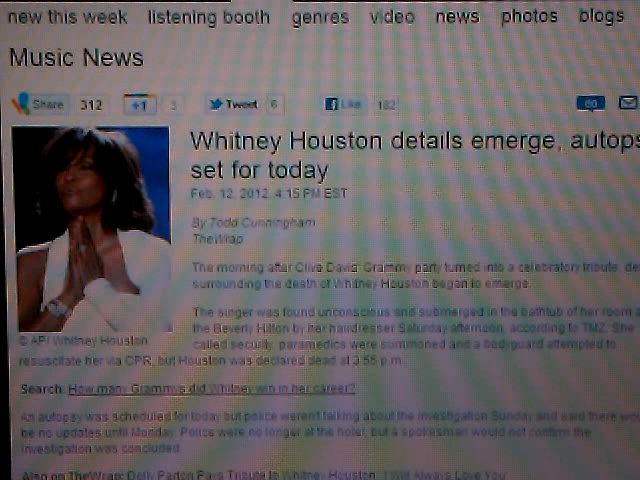 new this week listening booth genres video news photos blogs
Music News
Share 312 +1 3 Tweet 6 Like 182 60
Whitney Houston details emerge, autops
set for today
Feb. 12, 2012, 4:15 PM EST
By Todd Cunningham
TheWrap
The morning after Clive Davis' Grammy party turned into a celebratory tribute, de
surrounding the death of Whitney Houston began to emerge.
The singer was found unconscious and submerged in the bathtub of her room a
the Beverly Hilton by her hairdresser Saturday afternoon, according to TMZ. She
called security, paramedics were summoned and a bodyguard attempted to
© AP/ Whitney Houston
resuscitate her via CPR, but Houston was declared dead at 3:55 p.m.
Search: How many Grammys did Whitney win in her career?
An autopsy was scheduled for today but police weren't talking about the investigation Sunday and said there wou
be no updates until Monday. Police were no longer at the hotel, but a spokesman would not confirm the
investigation was concluded.
Also on TheWrap: Dolly Parton Pays Tribute to Whitney Houston, I Will Always Love You